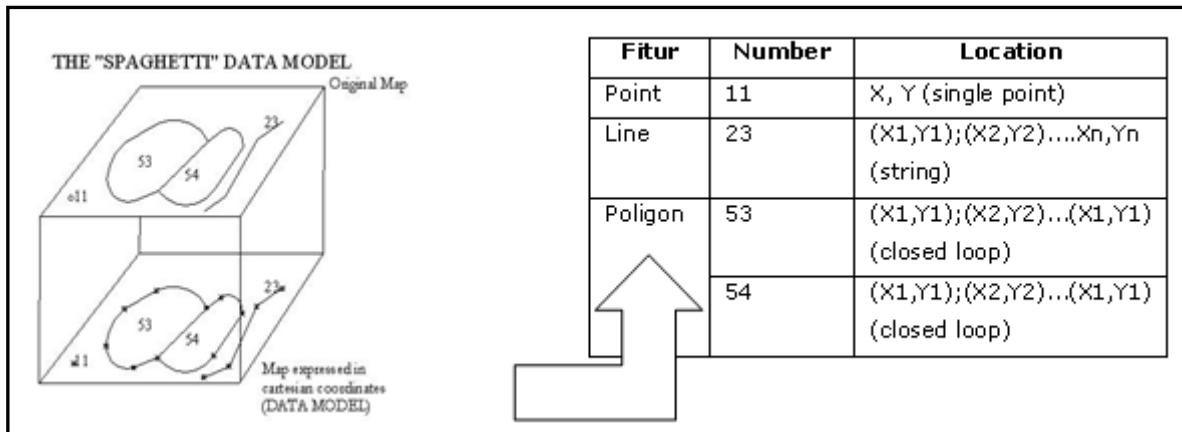 THE "SPAGHETTI" DATA MODEL
Original Map
23
53
54
11
23
53
54
11
Map expressed in
cartesian coordinates
(DATA MODEL)
Fitur Number Location
Point 11 X, Y (single point)
Line 23 (X1,Y1);(X2,Y2)....Xn,Yn
(string)
Poligon 53 (X1,Y1);(X2,Y2)...(X1,Y1)
(closed loop)
54 (X1,Y1);(X2,Y2)...(X1,Y1)
(closed loop)